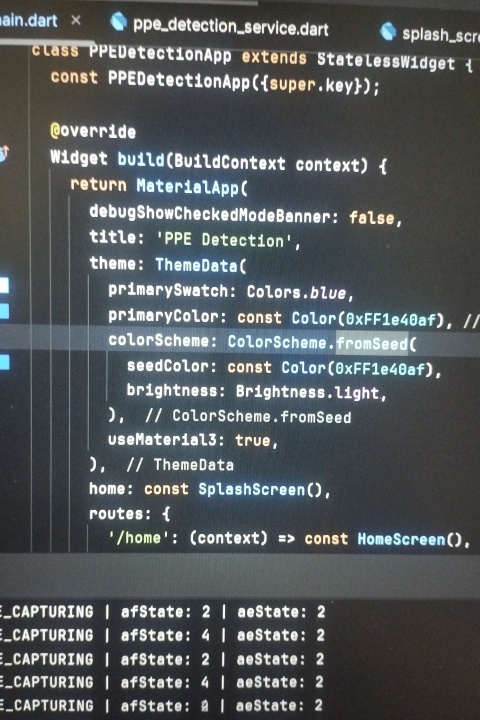 ain.dart ×
ppe_detection_service.dart
splash_scre
class PPEDetectionApp extends StatelessWidget {
const PPEDetectionApp({super.key});
@override
Widget build(BuildContext context) {
return MaterialApp(
debugShowCheckedModeBanner: false,
title: 'PPE Detection',
theme: ThemeData(
primarySwatch: Colors.blue,
primaryColor: const Color(0xFF1e40af), //
colorScheme: ColorScheme.fromSeed(
seedColor: const Color(0xFF1e40af),
brightness: Brightness.light,
), // ColorScheme.fromSeed
useMaterial3: true,
), // ThemeData
home: const SplashScreen(),
routes: {
'/home': (context) => const HomeScreen(),
E_CAPTURING | afState: 2 | aeState: 2
E_CAPTURING | afState: 4 | aeState: 2
E_CAPTURING | afState: 2 | aeState: 2
E_CAPTURING | afState: 4 | aeState: 2
E_CAPTURING | afState: | aeState: 2